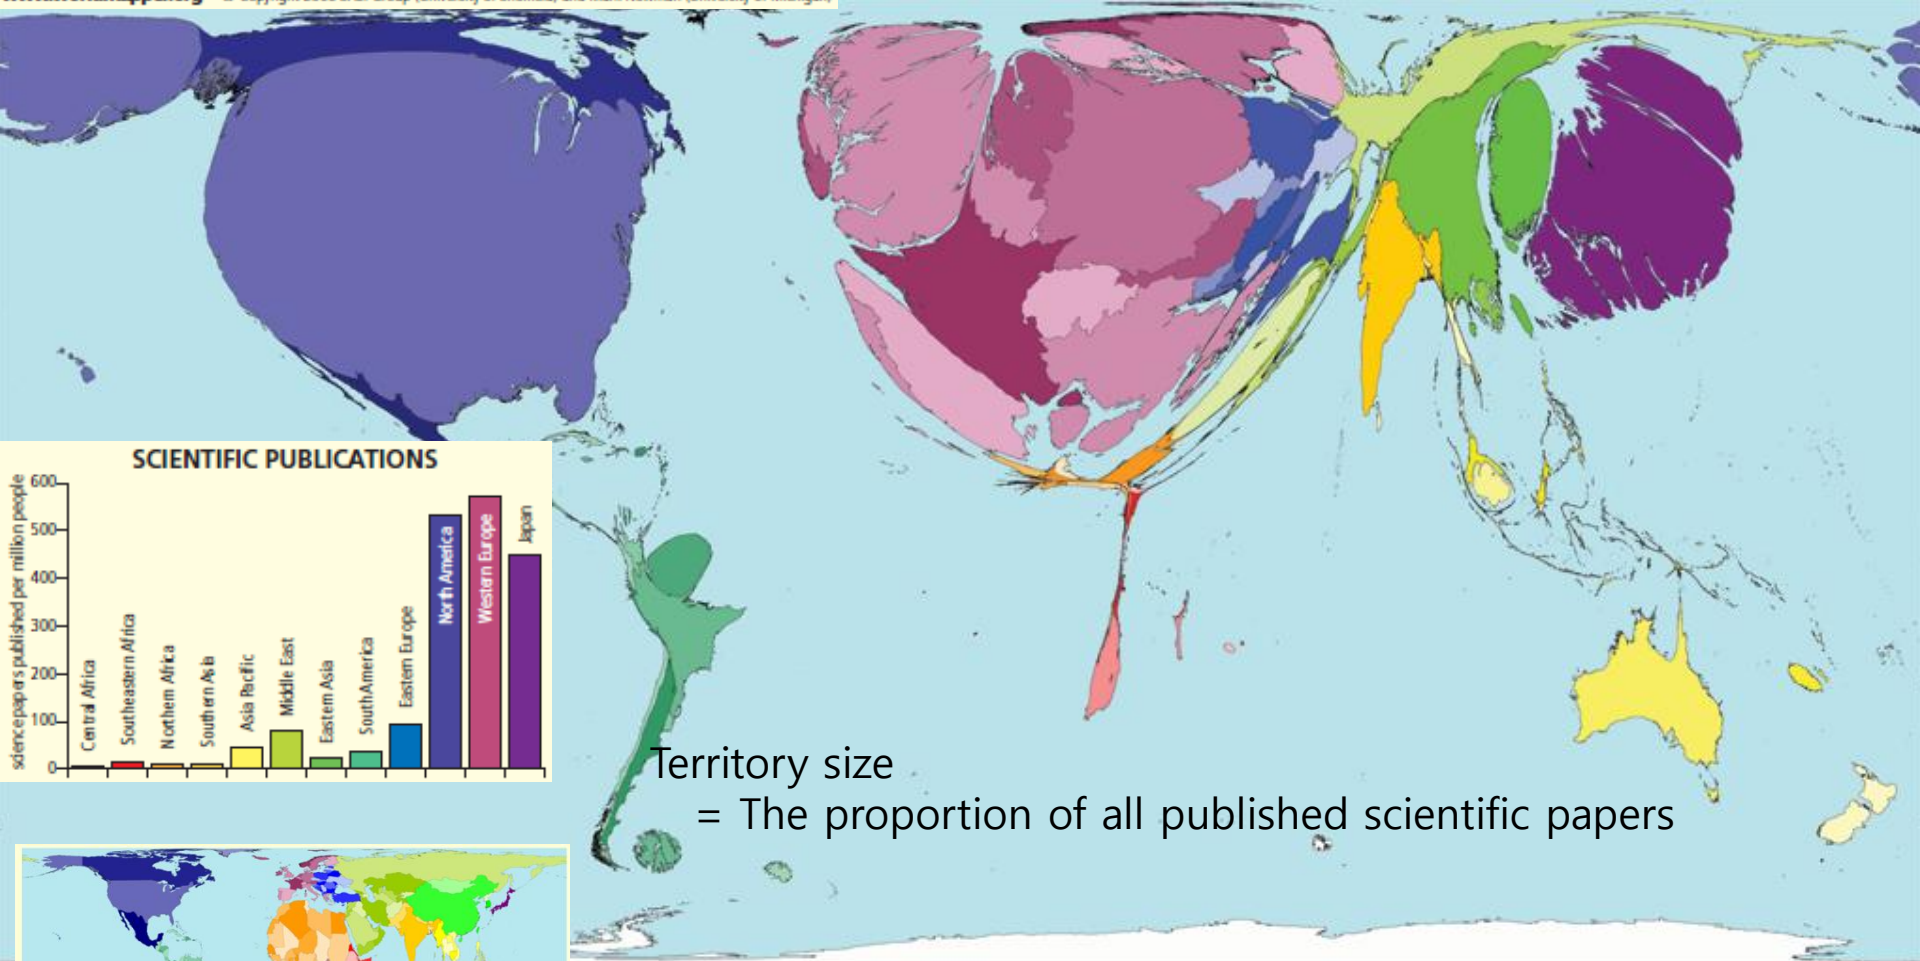 SCIENTIFIC PUBLICATIONS
science papers published per million people
600
500
400
300
200
100
0
Central Africa
Southeastern Africa
Northern Africa
Southern Asia
Asia Pacific
Middle East
Eastern Asia
South America
Eastern Europe
North America
Western Europe
Japan
Territory size
= The proportion of all published scientific papers